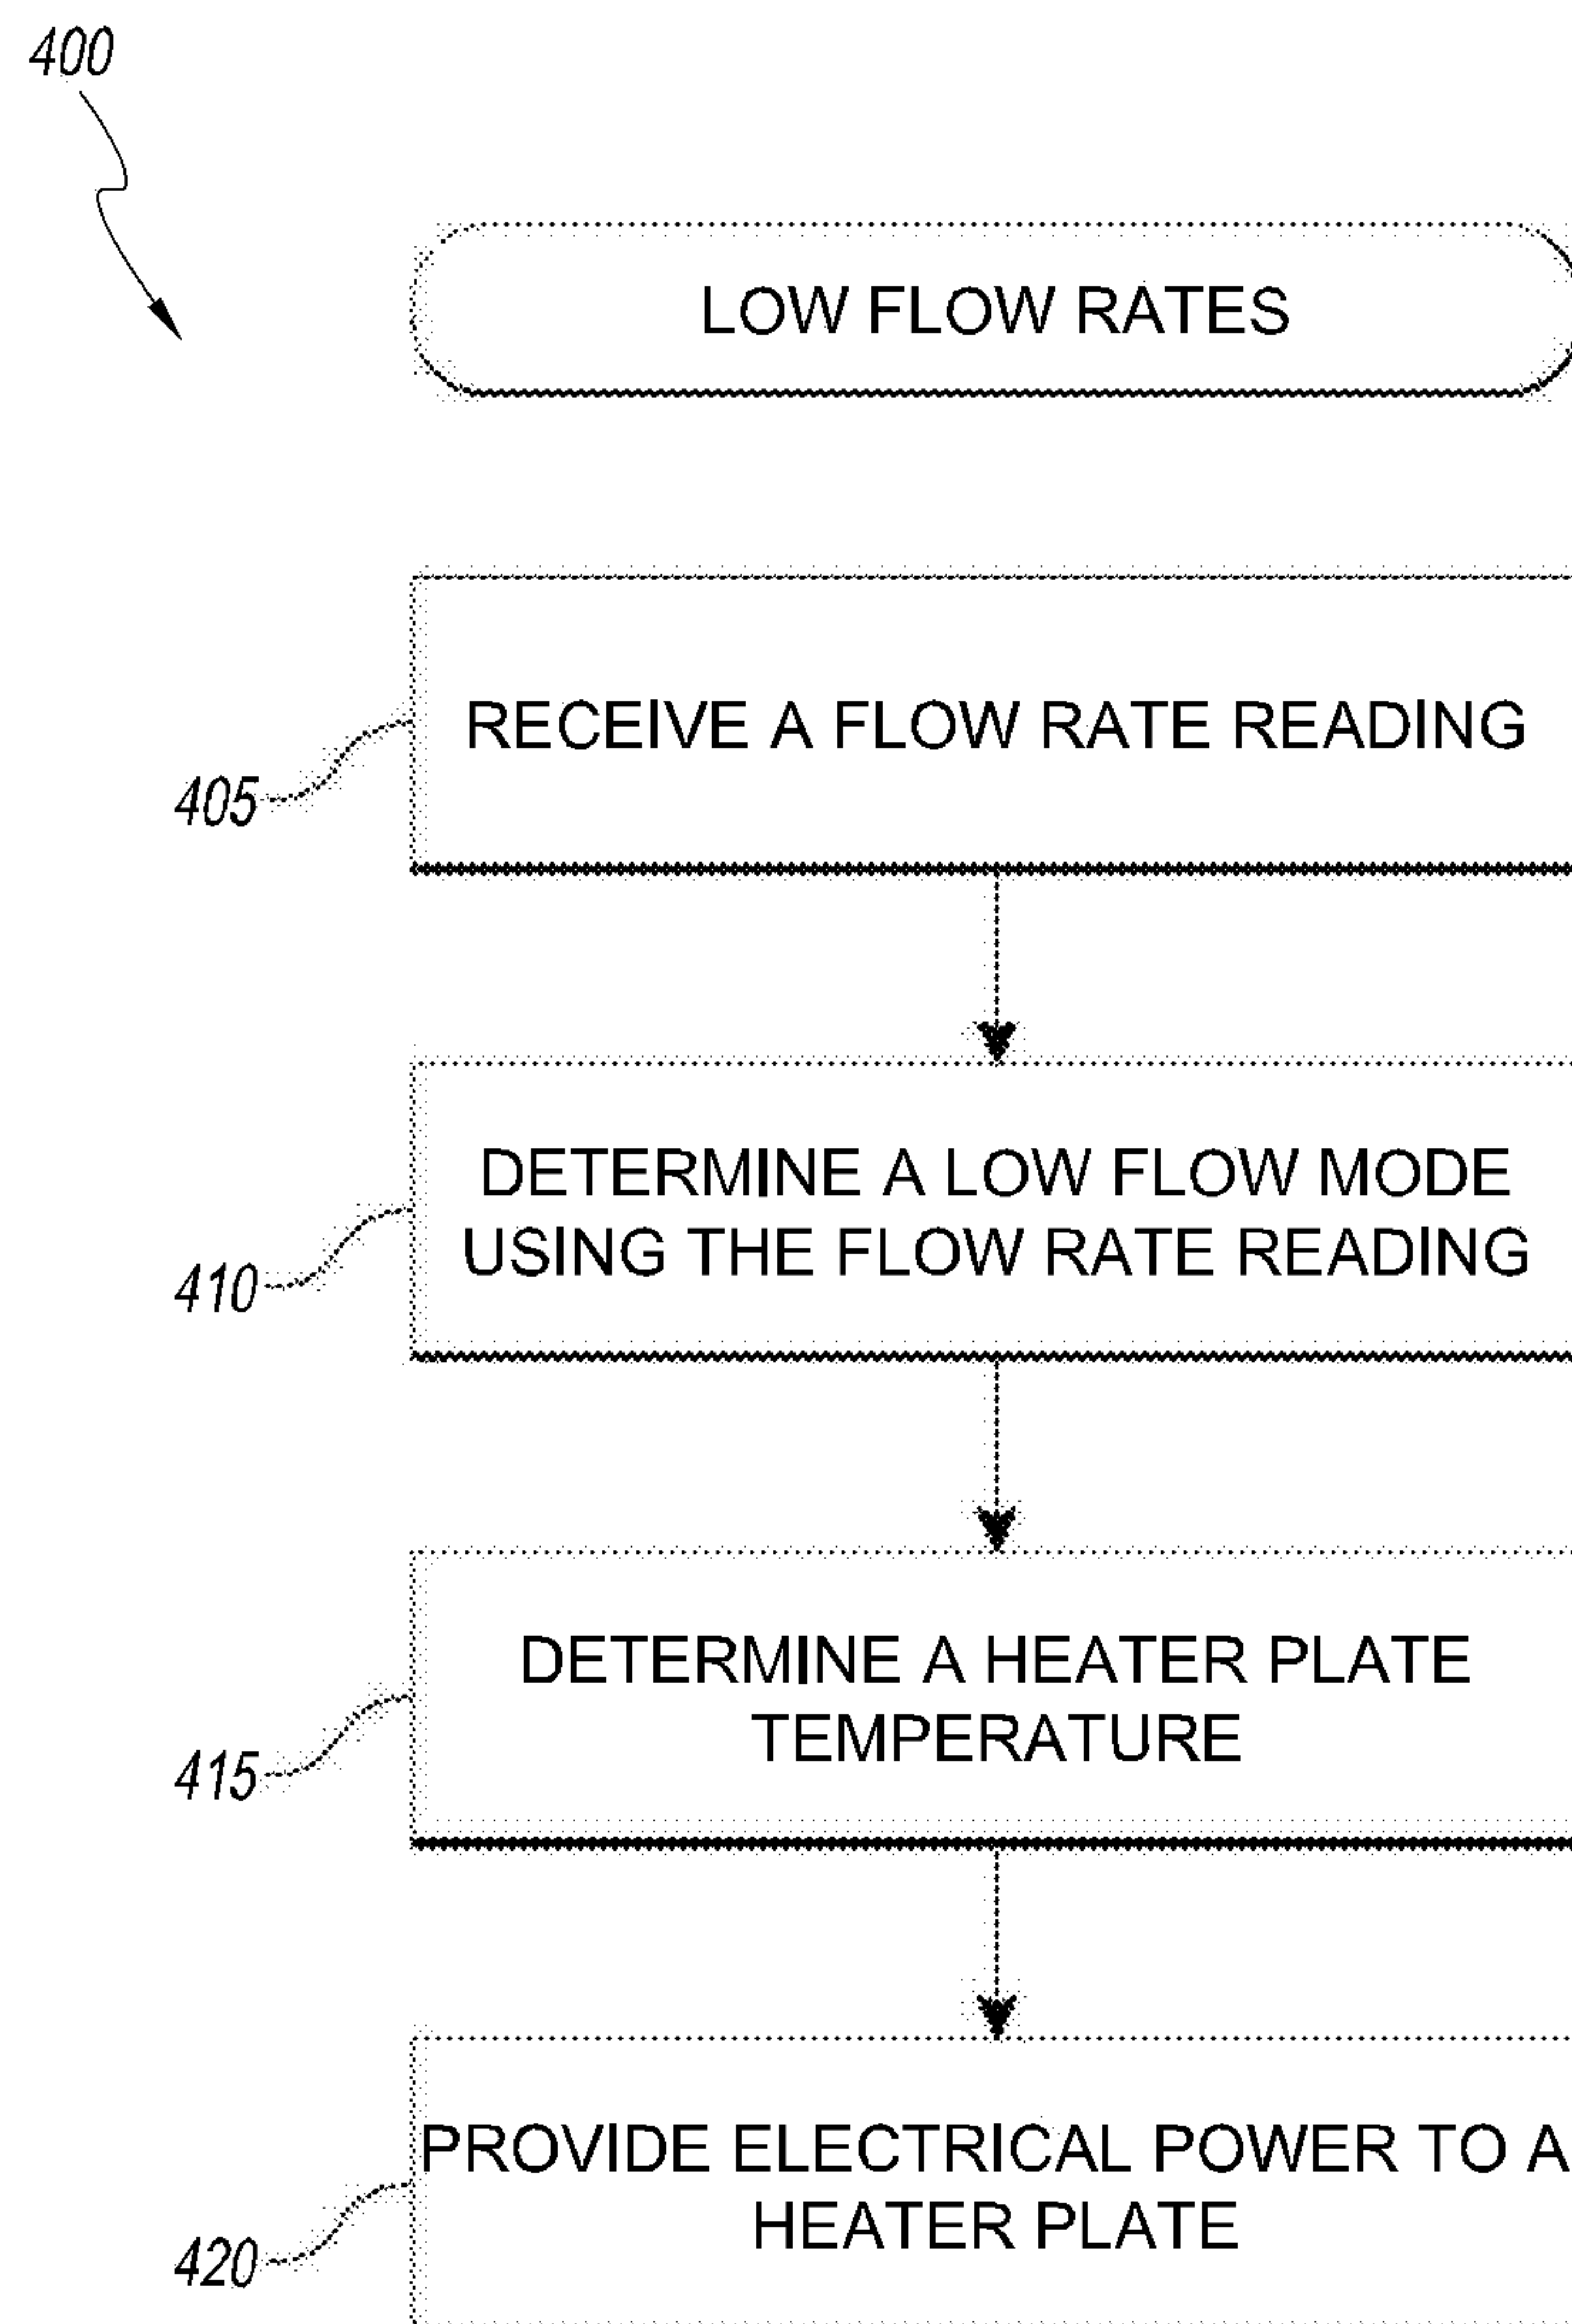 400
LOW FLOW RATES
RECEIVE A FLOW RATE READING
405
DETERMINE A LOW FLOW MODE
USING THE FLOW RATE READING
410
DETERMINE A HEATER PLATE
TEMPERATURE
415
PROVIDE ELECTRICAL POWER TO A
HEATER PLATE
420